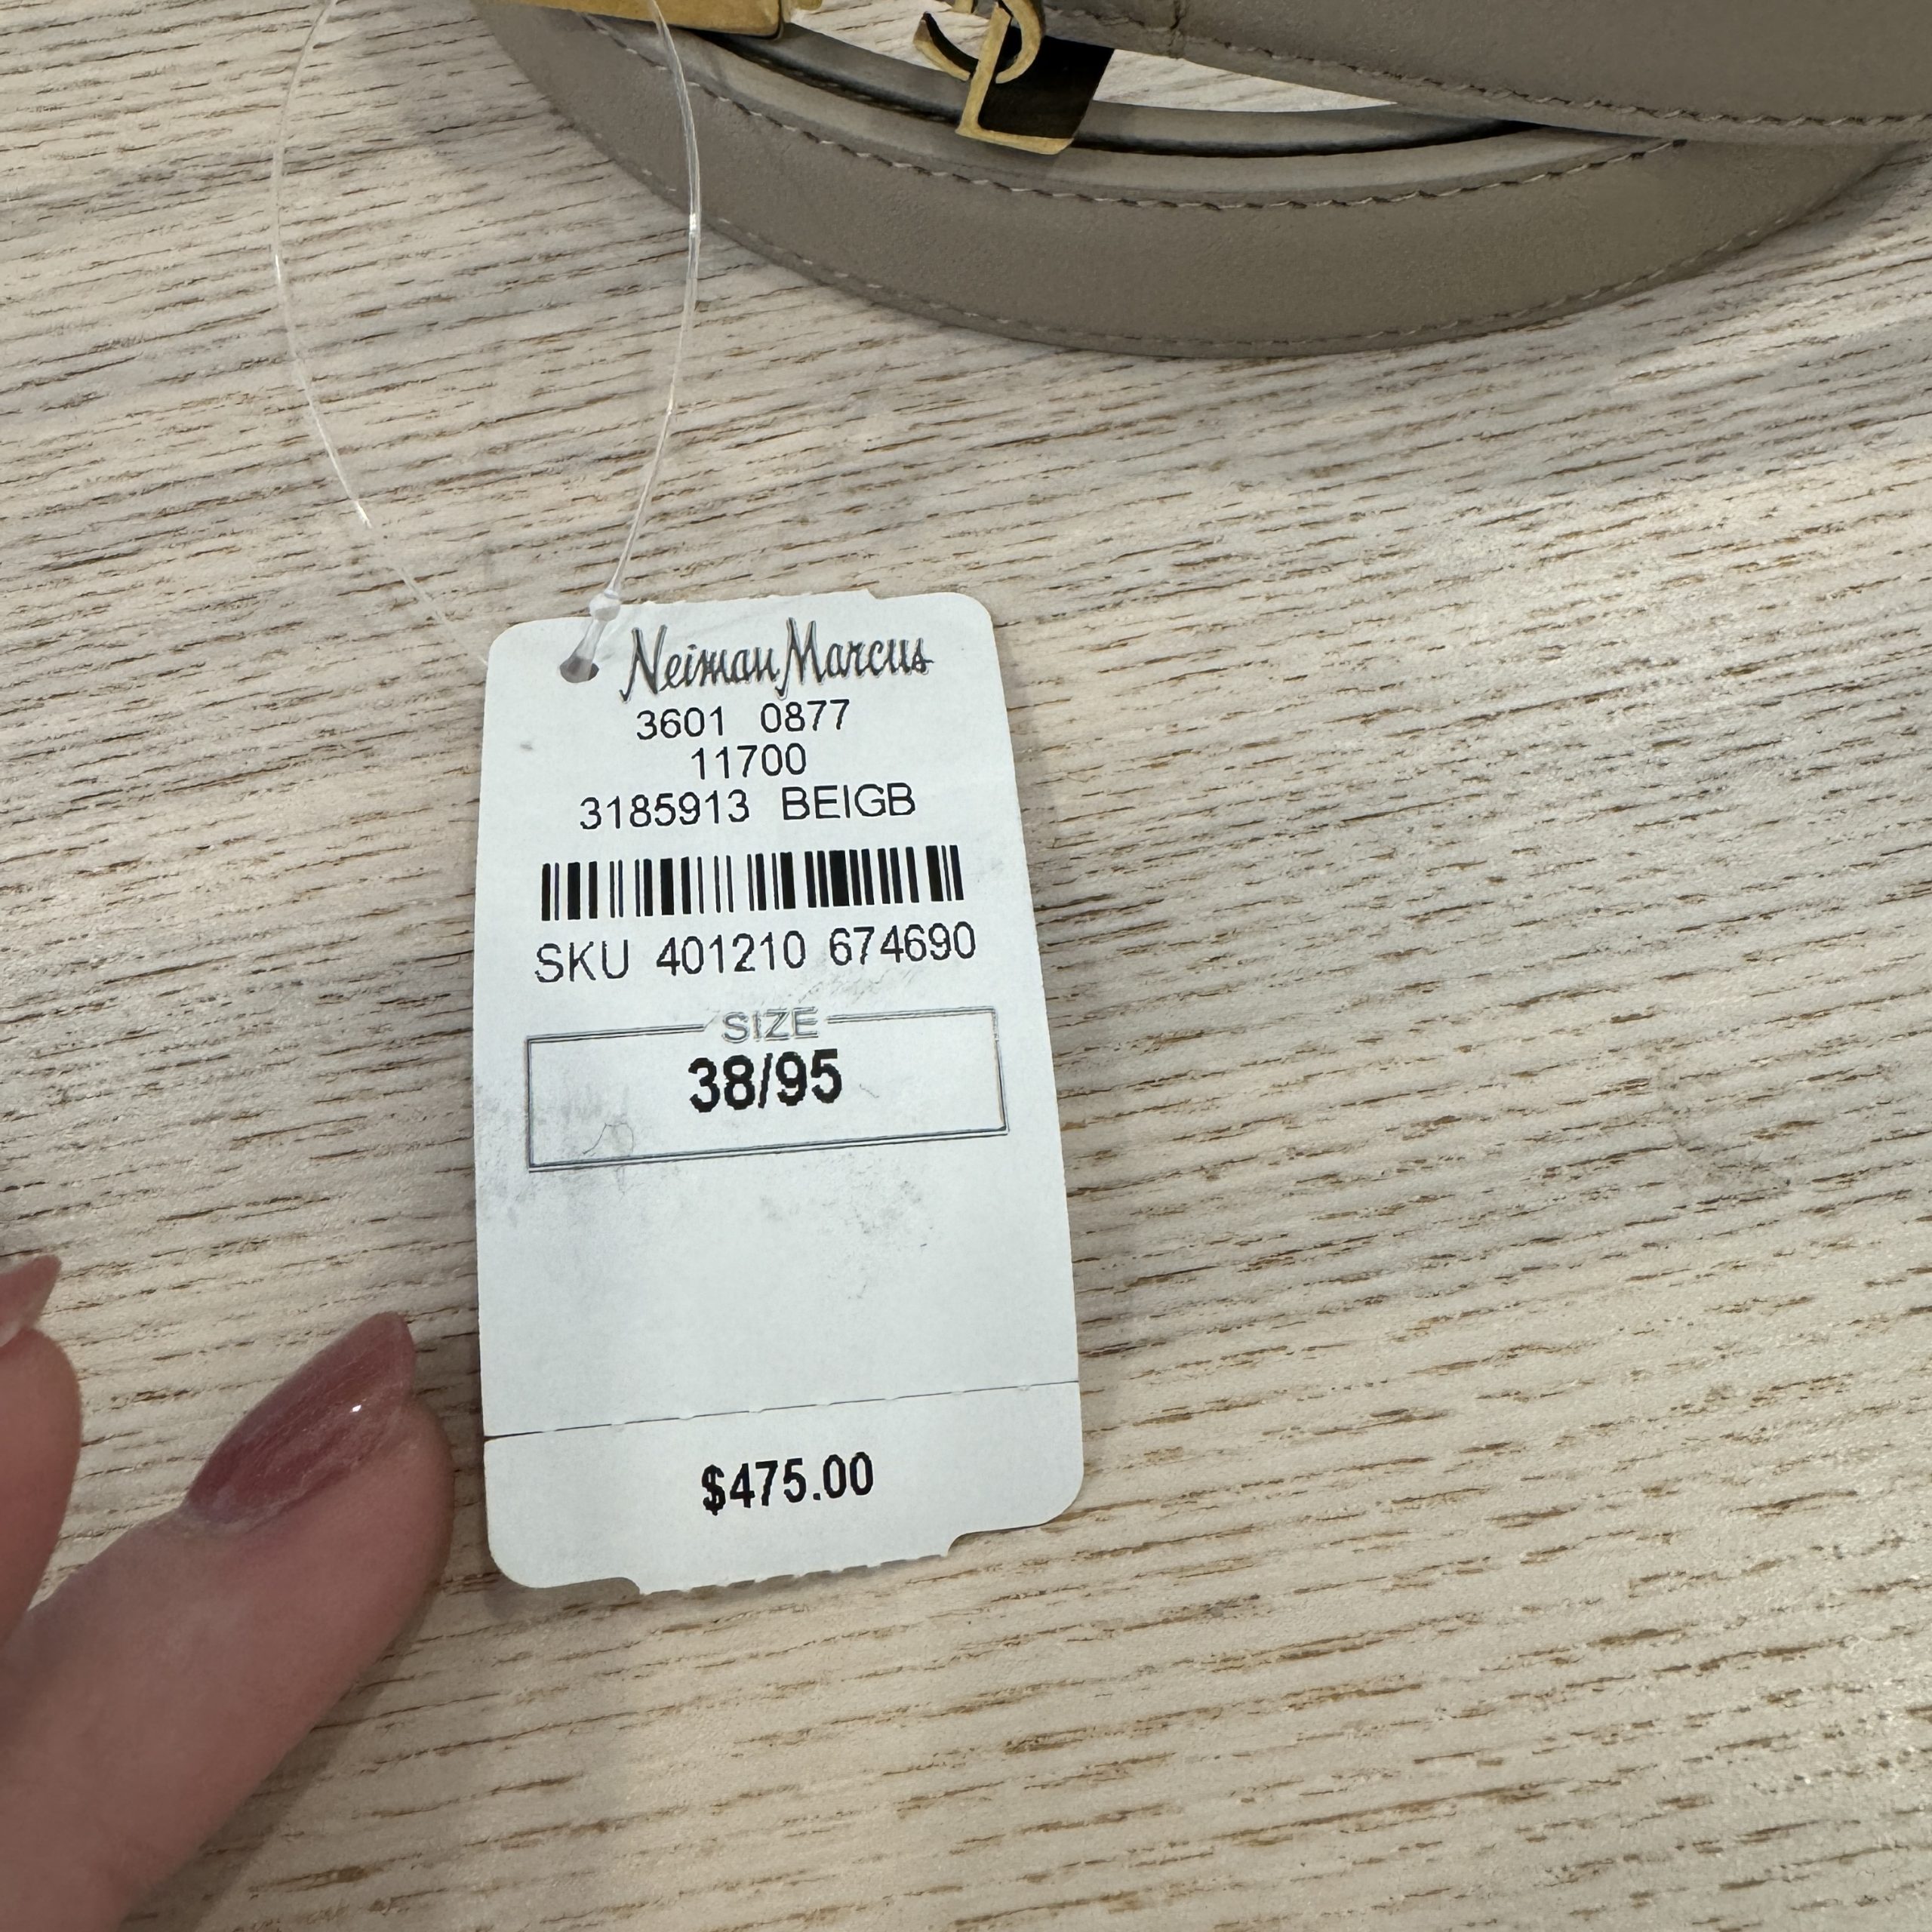 Neiman Marcus
3601 0877
11700
3185913 BEIGB
SKU 401210 674690
SIZE
38/95
$475.00